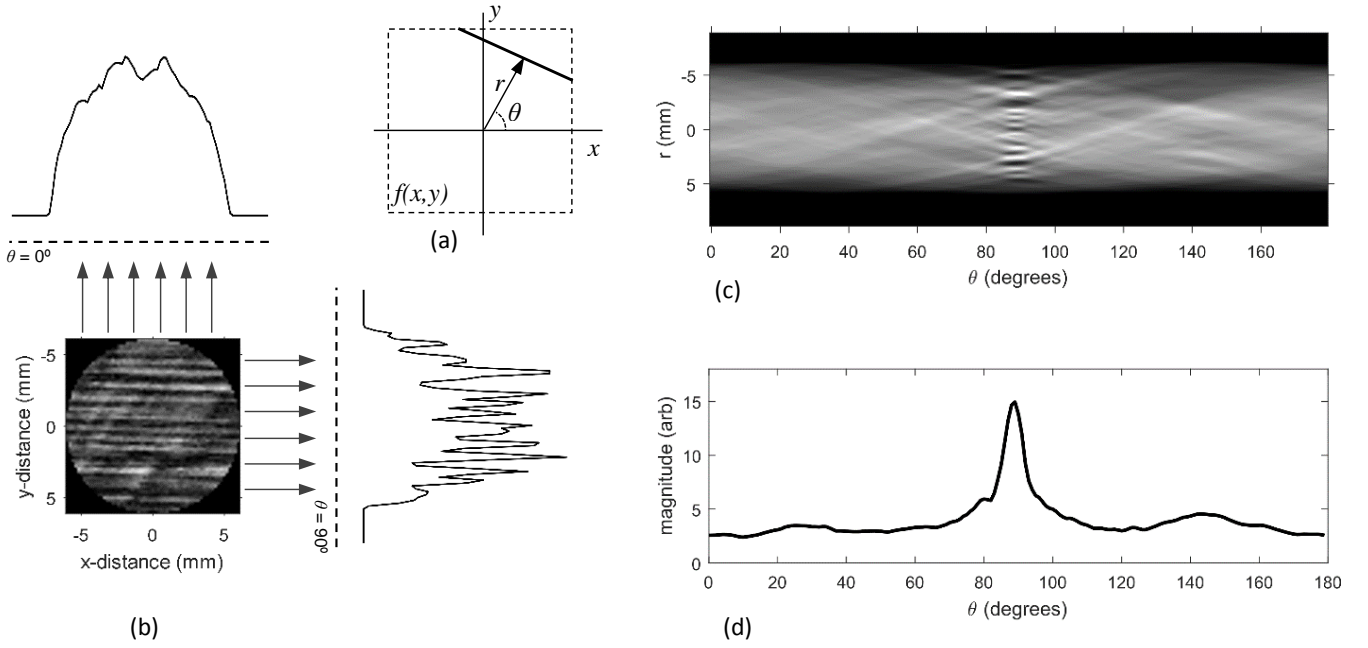 y
r
θ
x
f(x,y)
(a)
θ = 0º
-5
0
5
y-distance (mm)
-5
0
5
x-distance (mm)
θ = 90º
(b)
-5
0
5
r (mm)
0
20
40
60
80
100
120
140
160
θ (degrees)
(c)
15
10
5
0
magnitude (arb)
0
20
40
60
80
100
120
140
160
180
θ (degrees)
(d)